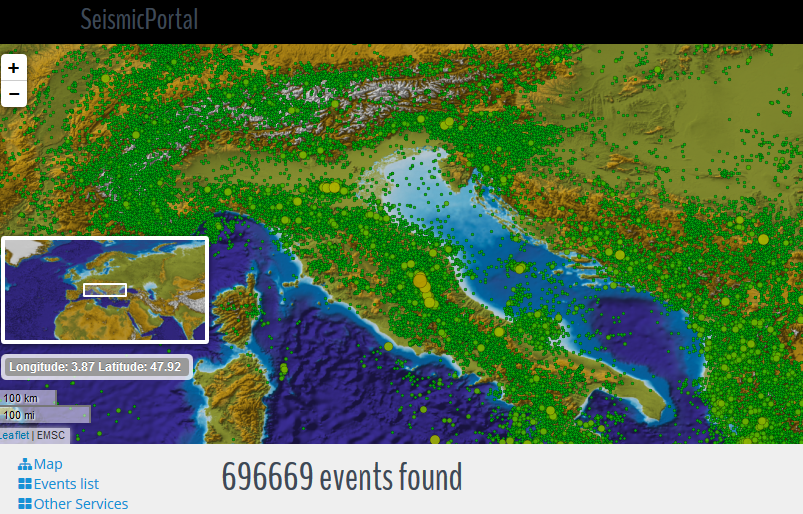 SeismicPortal
+
−
Longitude: 3.87 Latitude: 47.92
100 km
100 mi
Leaflet | EMSC
Map
696669 events found
Events list
Other Services